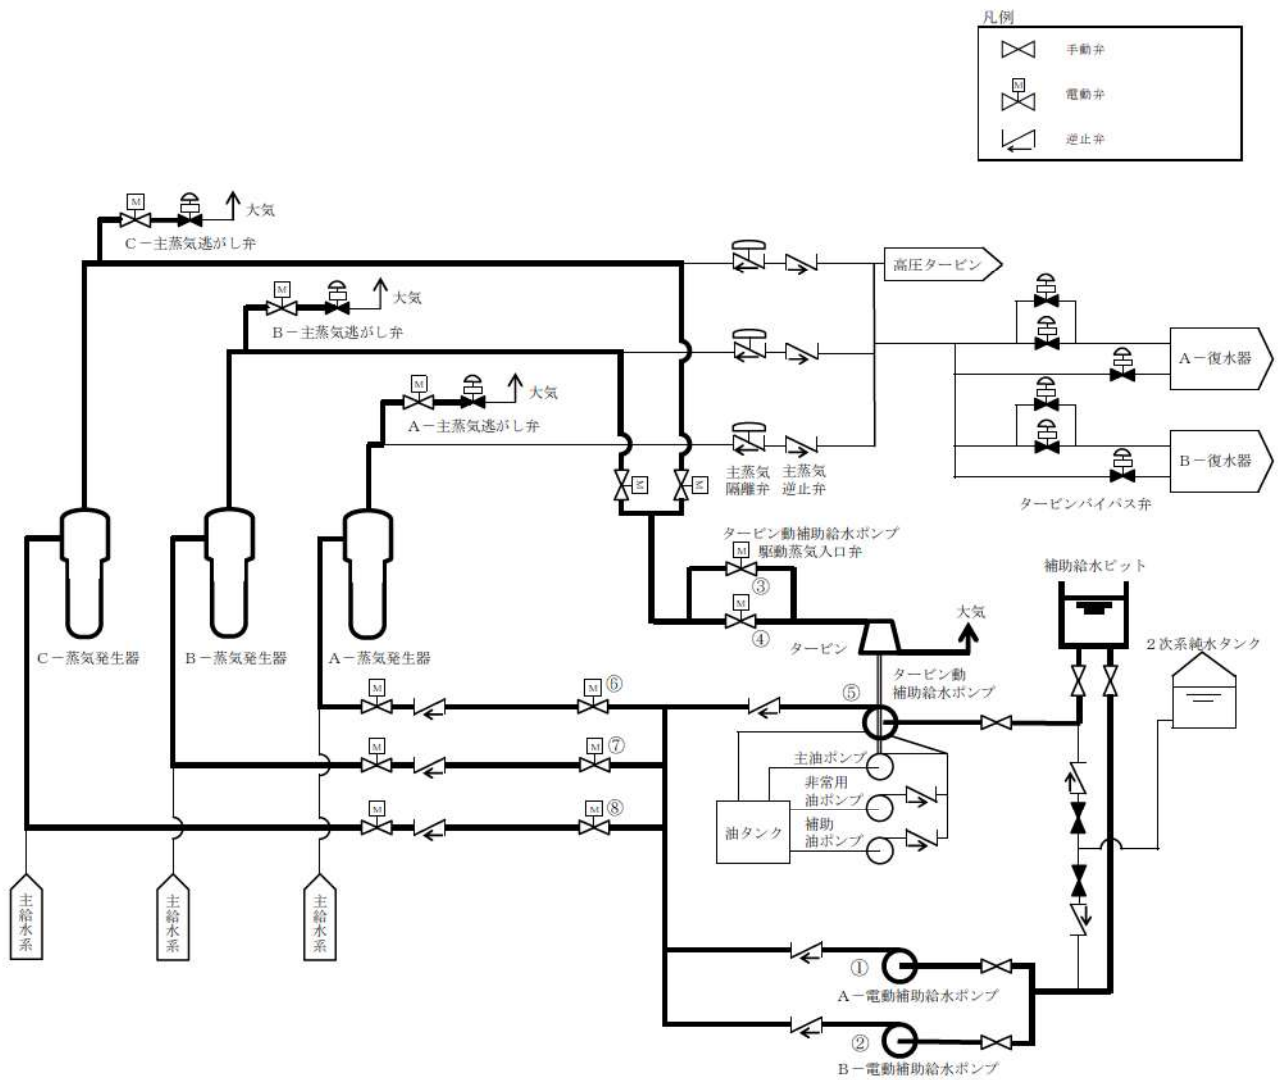 凡例
手動弁
M
電動弁
逆止弁
M
大気
C－主蒸気逃がし弁
M
大気
B－主蒸気逃がし弁
M
大気
A－主蒸気逃がし弁
高圧タービン
A－復水器
B－復水器
タービンバイパス弁
主蒸気
隔離弁
主蒸気
逆止弁
M
M
タービン動補助給水ポンプ
駆動蒸気入口弁
M
③
M
④
タービン
大気
補助給水ピット
2次系純水タンク
C－蒸気発生器
B－蒸気発生器
A－蒸気発生器
タービン動
補助給水ポンプ
⑤
M
M
⑥
M
M
⑦
M
M
⑧
主油ポンプ
非常用
油ポンプ
補助
油ポンプ
油タンク
主給水系
主給水系
主給水系
①
A－電動補助給水ポンプ
②
B－電動補助給水ポンプ